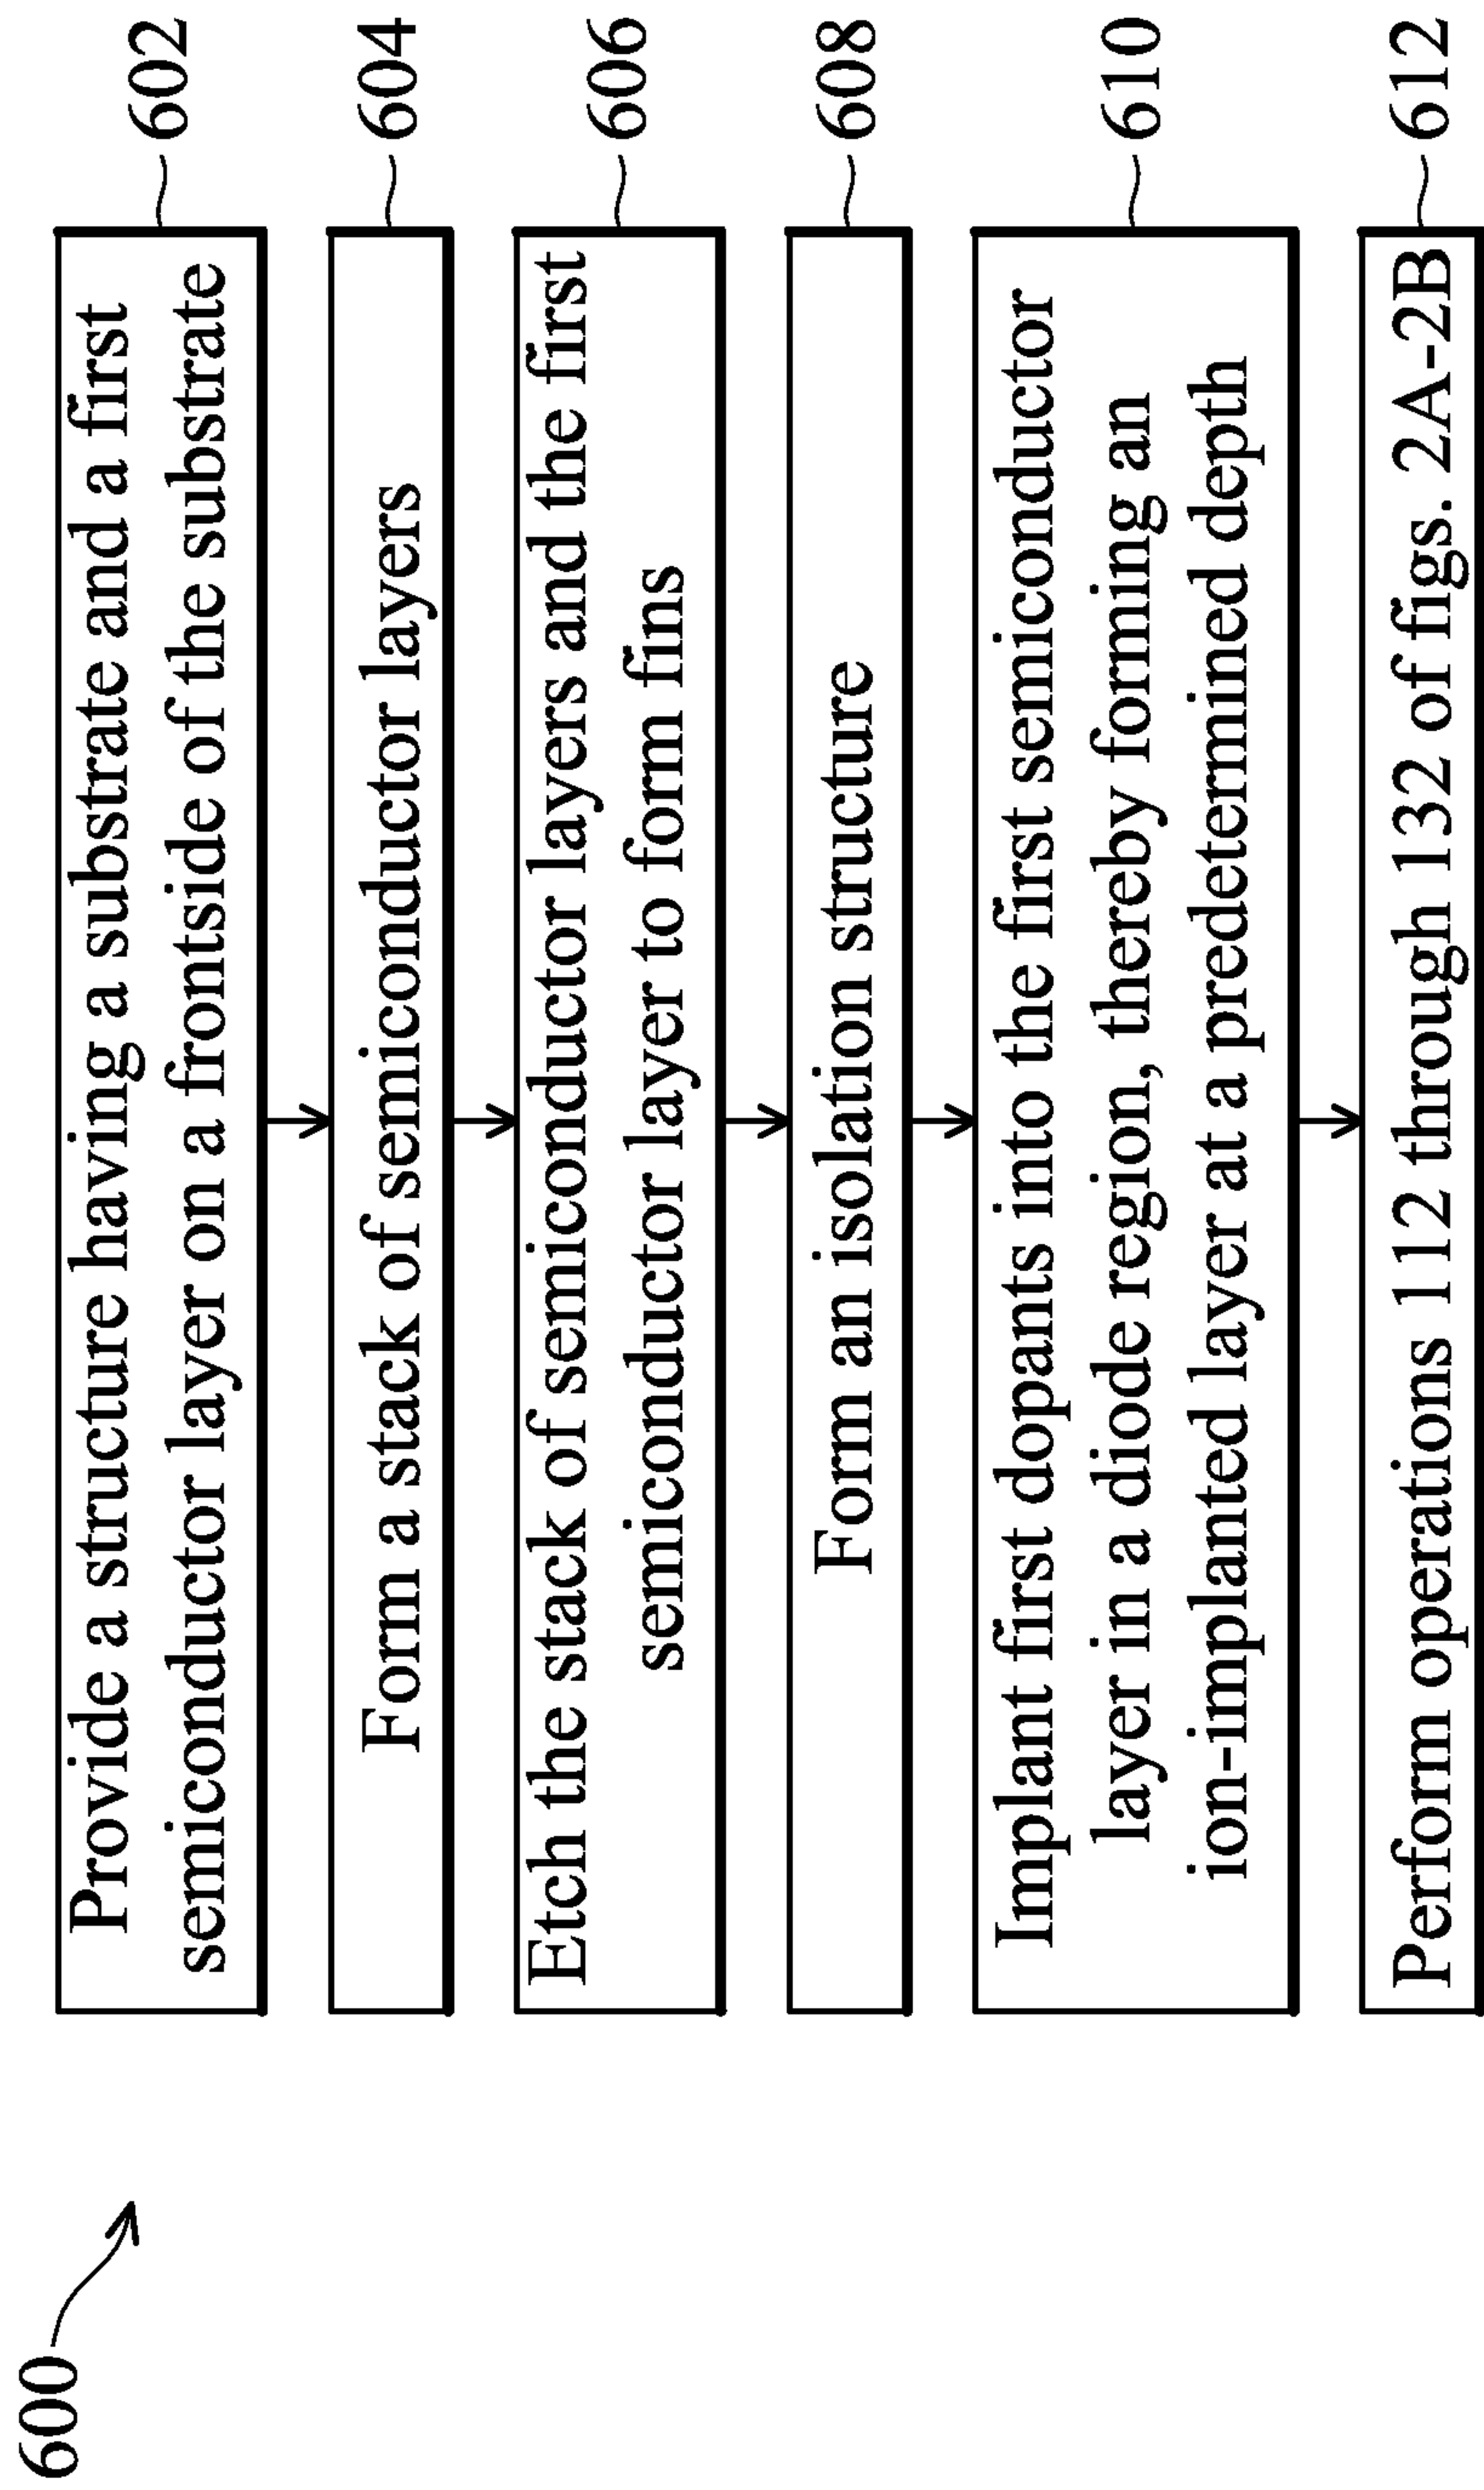 600
Provide a structure having a substrate and a first
semiconductor layer on a frontside of the substrate
602
Form a stack of semiconductor layers
604
Etch the stack of semiconductor layers and the first
semiconductor layer to form fins
606
Form an isolation structure
608
Implant first dopants into the first semiconductor
layer in a diode region, thereby forming an
ion-implanted layer at a predetermined depth
610
Perform operations 112 through 132 of figs. 2A-2B
612